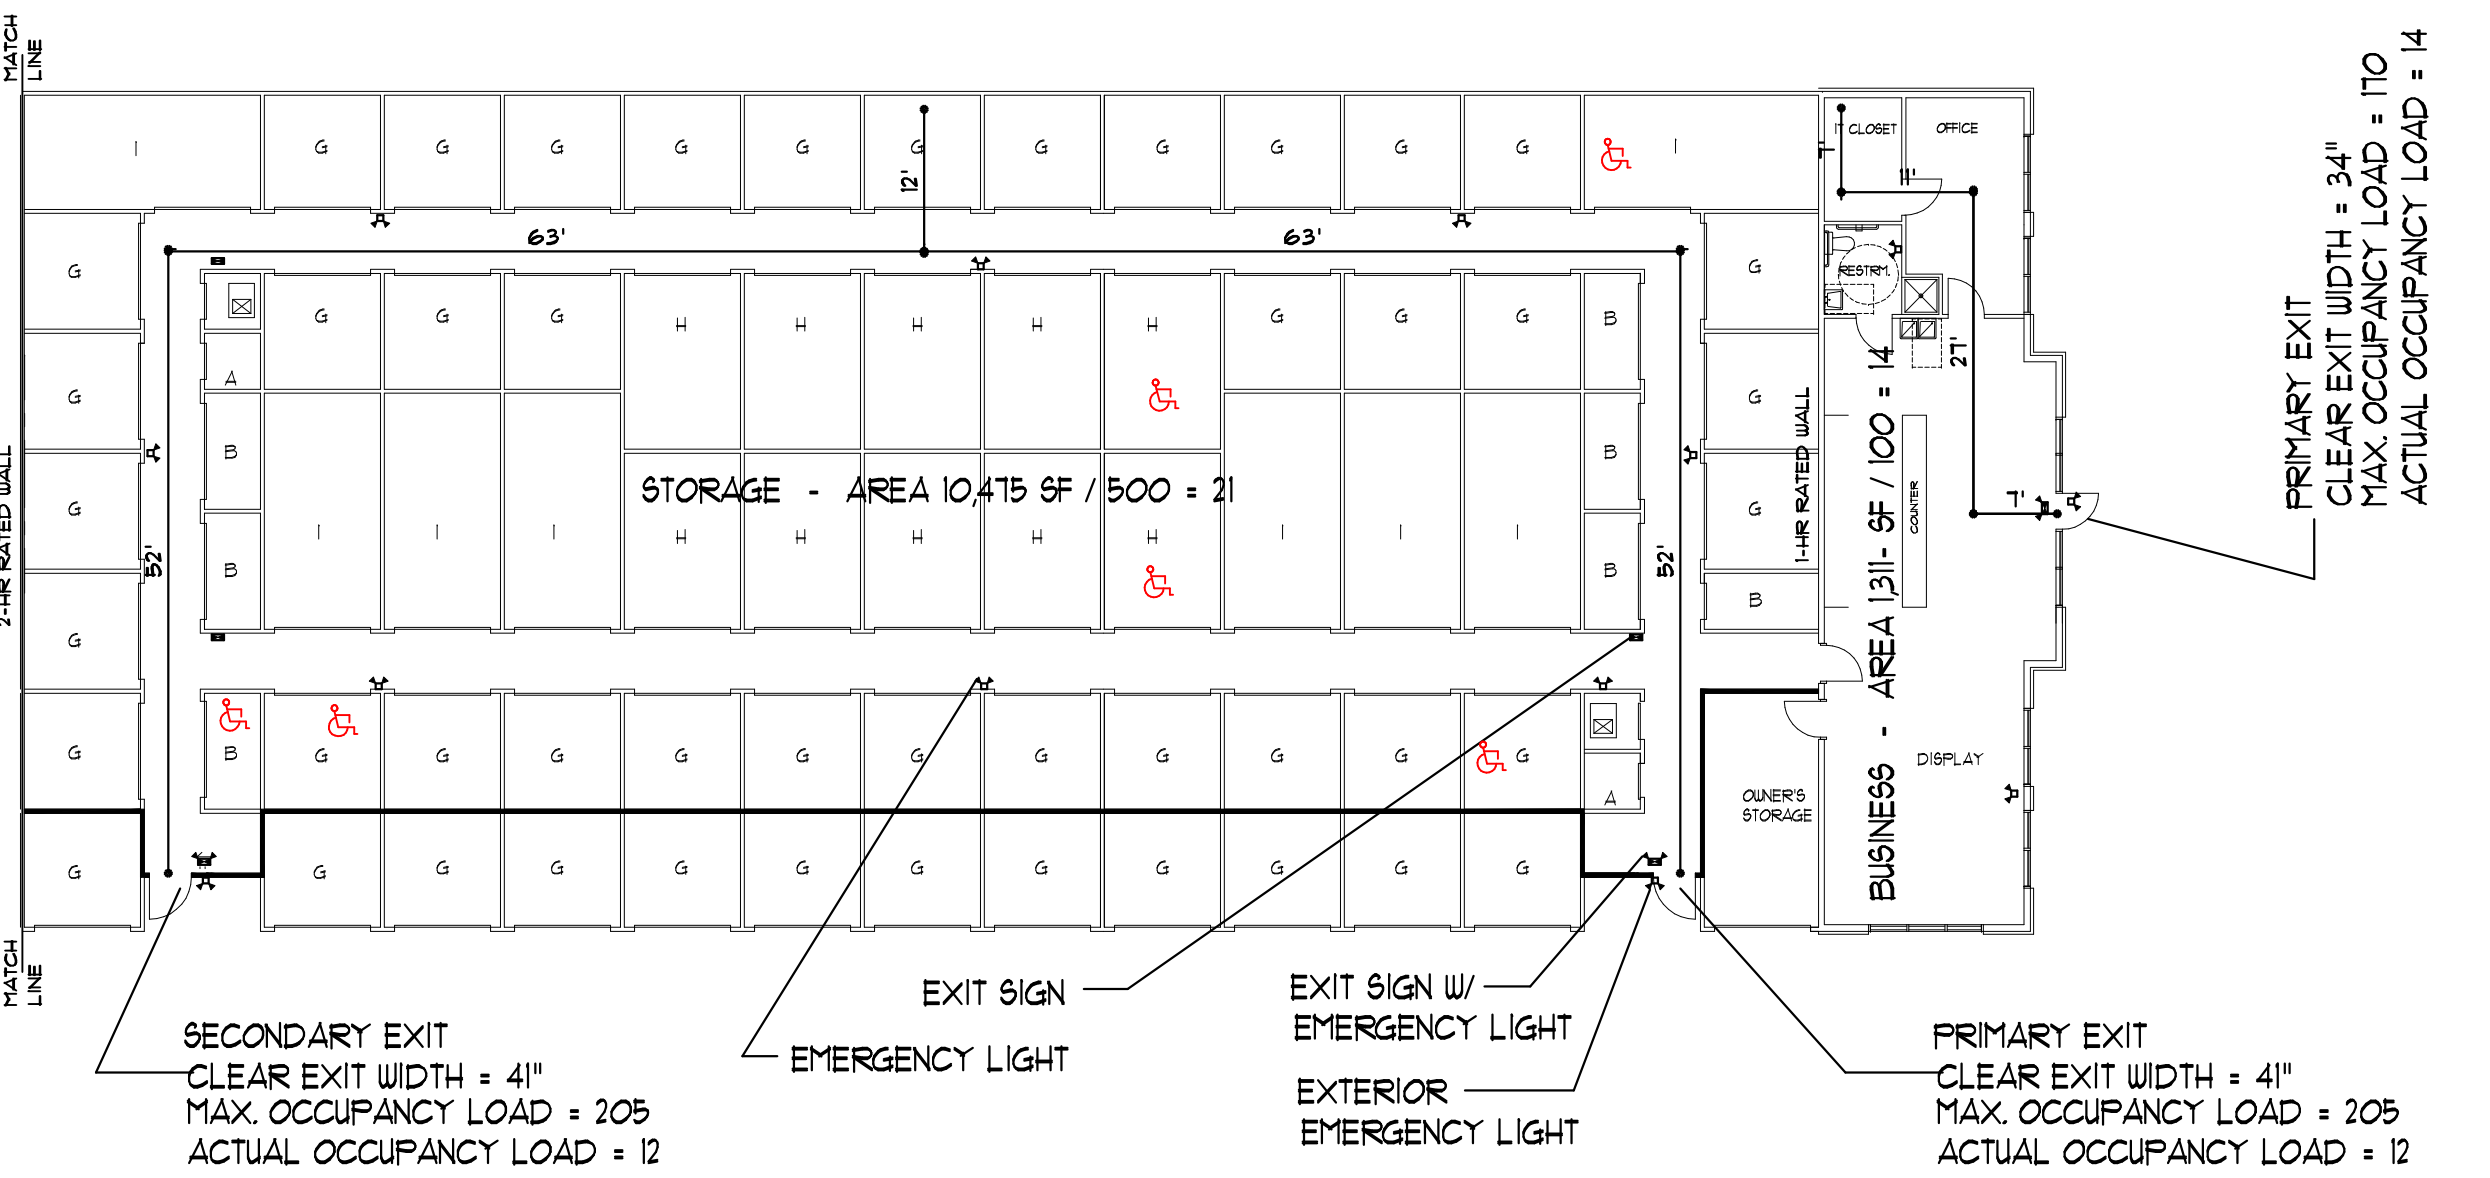 MATCH
LINE
I G G G G G G G G G G G I
IT CLOSET
OFFICE
12'
7'
11'
63'
63'
G
G
RESTRM.
G G G H H H H H G G G B
A
27'
G
G
B
B
G
STORAGE - AREA 10,475 SF / 500 = 21
G
I I I H H H H H I I I
B
B
52'
52'
2-HR RATED WALL
1-HR RATED WALL
B
COUNTER
7'
BUSINESS - AREA 1,311- SF / 100 = 14
G
G
B G G G G G G G G G G G
A
DISPLAY
OWNER'S
STORAGE
G G G G G G G G G G G G
MATCH
LINE
PRIMARY EXIT
CLEAR EXIT WIDTH = 34"
MAX. OCCUPANCY LOAD = 170
ACTUAL OCCUPANCY LOAD = 14
EXIT SIGN
EXIT SIGN W/
EMERGENCY LIGHT
EMERGENCY LIGHT
EXTERIOR
EMERGENCY LIGHT
SECONDARY EXIT
CLEAR EXIT WIDTH = 41"
MAX. OCCUPANCY LOAD = 205
ACTUAL OCCUPANCY LOAD = 12
PRIMARY EXIT
CLEAR EXIT WIDTH = 41"
MAX. OCCUPANCY LOAD = 205
ACTUAL OCCUPANCY LOAD = 12